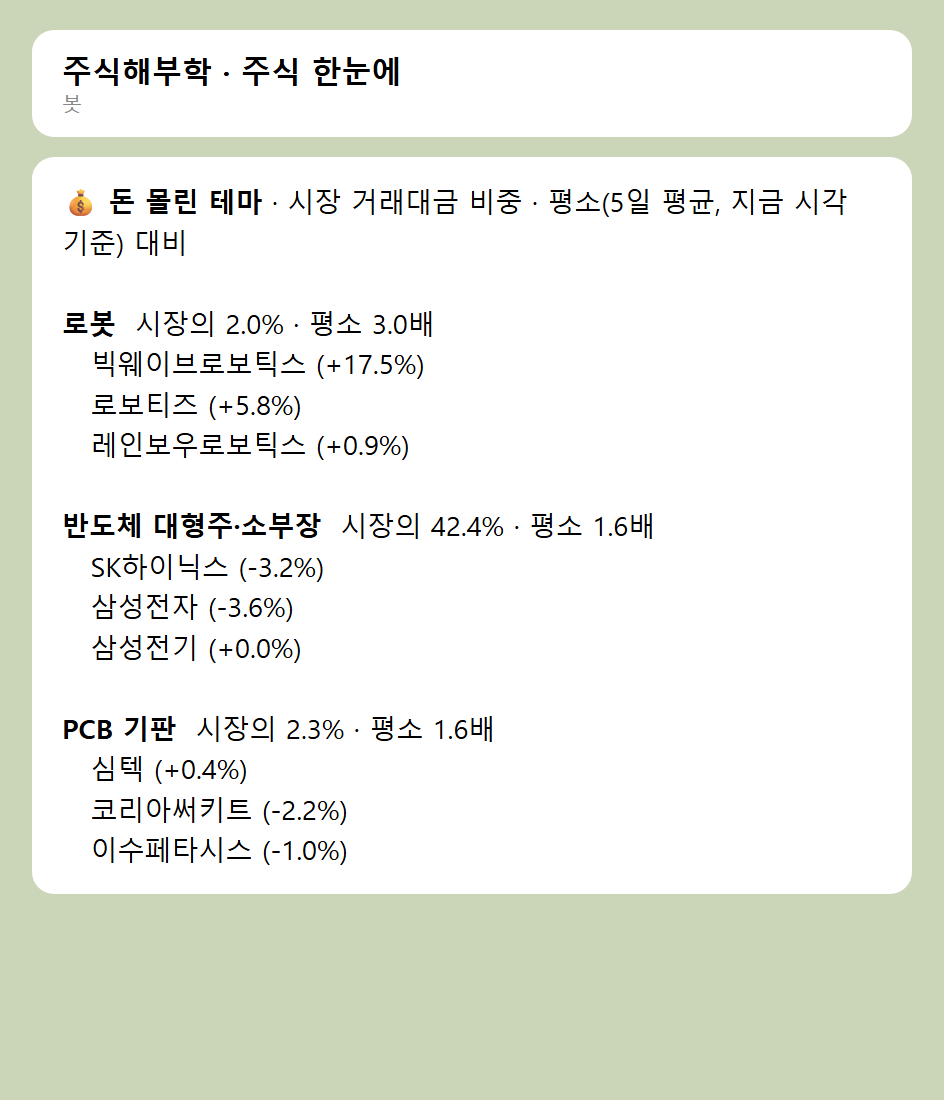 주식해부학 · 주식 한눈에
봇
💰 돈 몰린 테마 · 시장 거래대금 비중 · 평소(5일 평균, 지금 시각
기준) 대비
로봇 시장의 2.0% · 평소 3.0배
빅웨이브로보틱스 (+17.5%)
로보티즈 (+5.8%)
레인보우로보틱스 (+0.9%)
반도체 대형주·소부장 시장의 42.4% · 평소 1.6배
SK하이닉스 (-3.2%)
삼성전자 (-3.6%)
삼성전기 (+0.0%)
PCB 기판 시장의 2.3% · 평소 1.6배
심텍 (+0.4%)
코리아써키트 (-2.2%)
이수페타시스 (-1.0%)